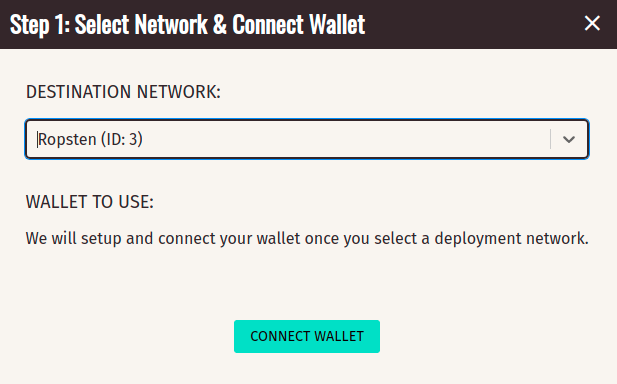 Step 1: Select Network & Connect Wallet
DESTINATION NETWORK:
Ropsten (ID: 3)
WALLET TO USE:
We will setup and connect your wallet once you select a deployment network.
CONNECT WALLET